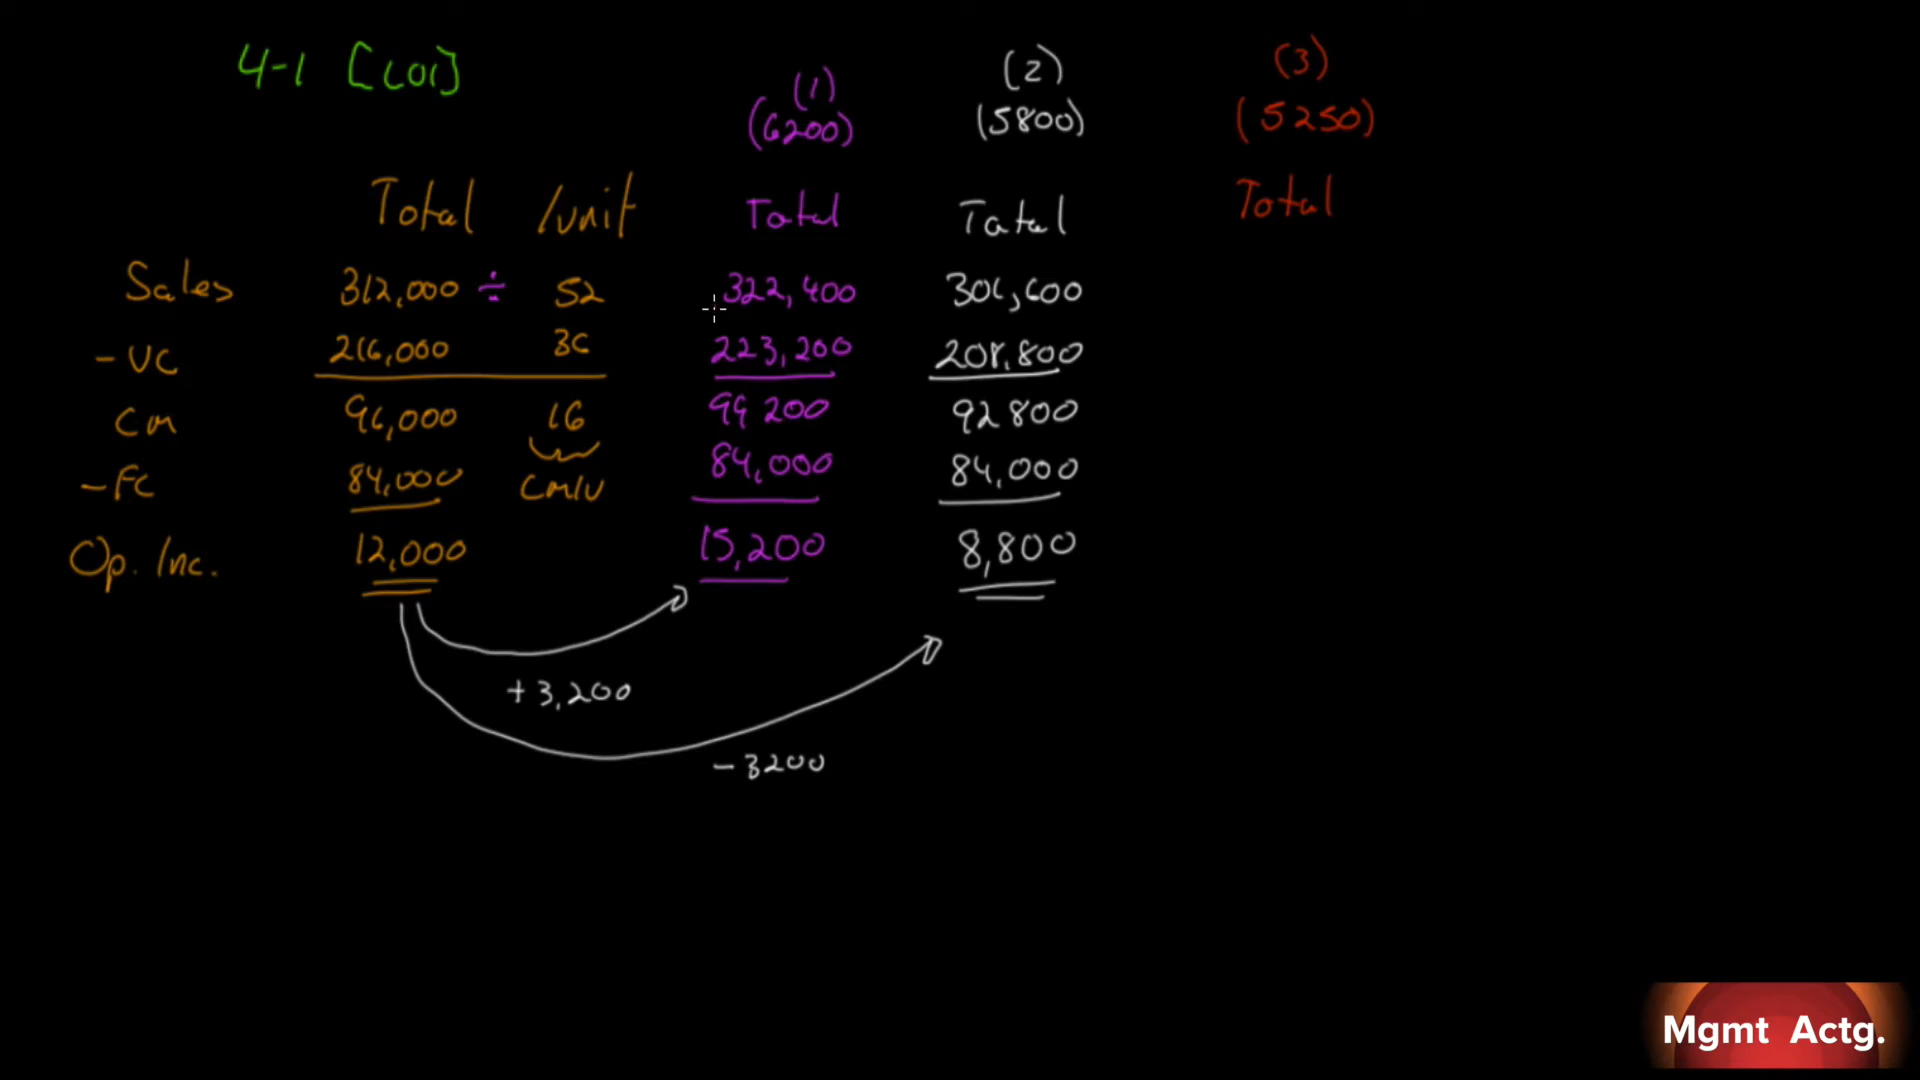 4-1 [LO1]
(1) (2) (3)
(6200) (5800) (5250)
Total /unit Total Total Total
Sales 312,000 ÷ 52 322,400 301,600
- VC 216,000 36 223,200 208,800
CM 96,000 16 99 200 92 800
- FC 84,000 CM/U 84,000 84,000
Op. Inc. 12,000 15,200 8,800
+ 3,200
- 3200
Mgmt Actg.